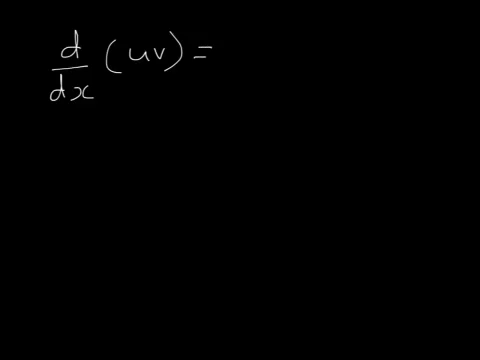 d/dx (uv) =